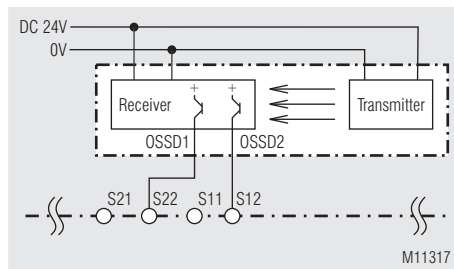 DC 24V
0V
+ +
Receiver
Transmitter
OSSD1 OSSD2
S21 S22 S11 S12
M11317